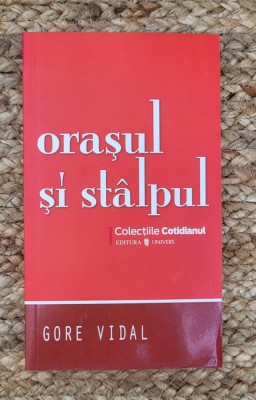 orașul
și stâlpul
Colecțiile Cotidianul
EDITURA UNIVERS
GORE VIDAL